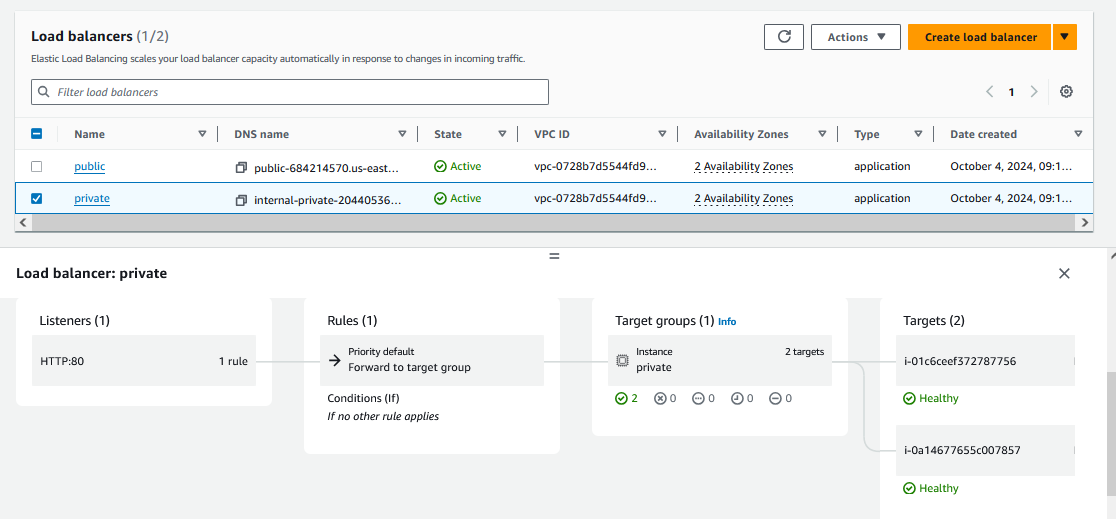 Load balancers (1/2)
Actions
Create load balancer
Elastic Load Balancing scales your load balancer capacity automatically in response to changes in incoming traffic.
Filter load balancers
1
Name DNS name State VPC ID Availability Zones Type Date created
public public-684214570.us-east... Active vpc-0728b7d5544fd9... 2 Availability Zones application October 4, 2024, 09:1...
private internal-private-20440536... Active vpc-0728b7d5544fd9... 2 Availability Zones application October 4, 2024, 09:1...
Load balancer: private
Listeners (1)
HTTP:80 1 rule
Rules (1)
Priority default
Forward to target group
Conditions (If)
If no other rule applies
Target groups (1) Info
Instance 2 targets
private
2 0 0 0 0
Targets (2)
i-01c6ceef372787756
Healthy
i-0a14677655c007857
Healthy